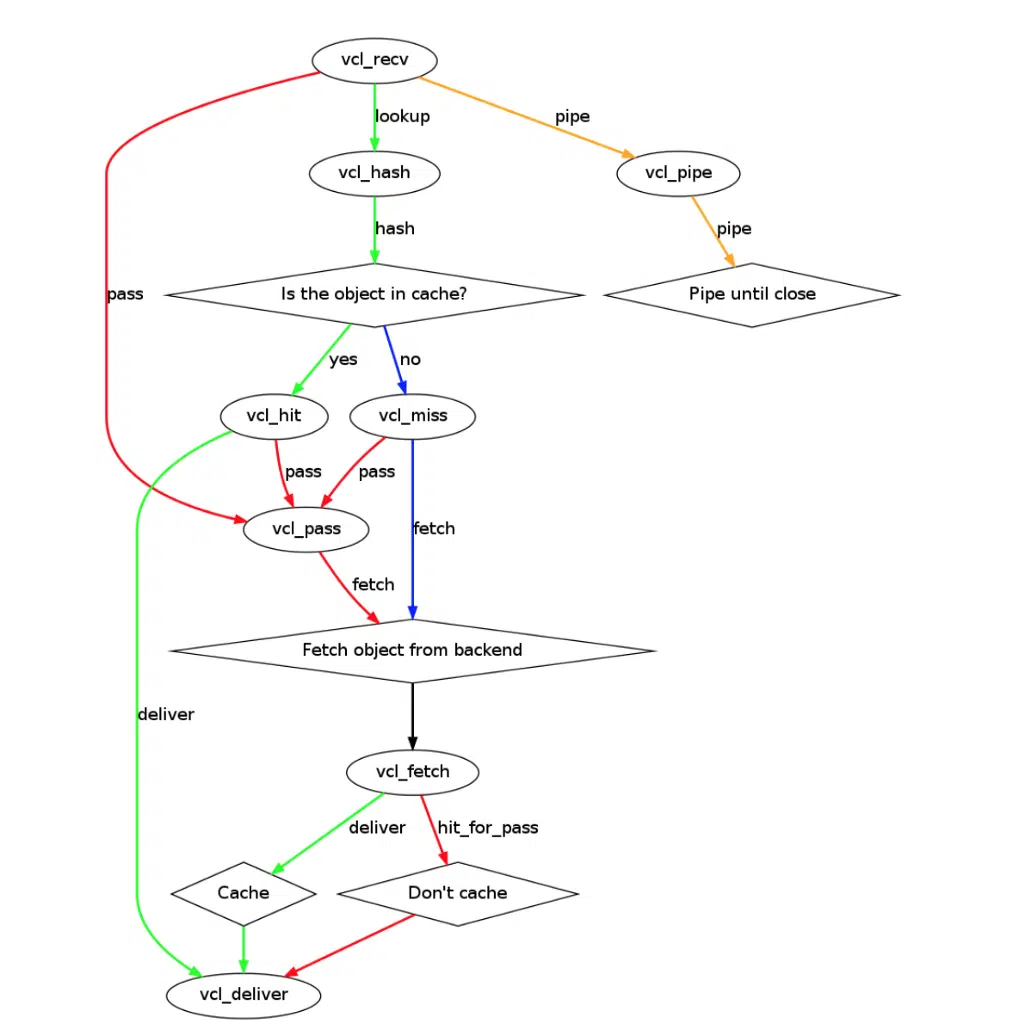 vcl_recv
lookup
pipe
vcl_hash
vcl_pipe
hash
pipe
pass
Is the object in cache?
Pipe until close
yes
no
vcl_hit
vcl_miss
pass
pass
vcl_pass
fetch
fetch
Fetch object from backend
deliver
vcl_fetch
deliver
hit_for_pass
Cache
Don't cache
vcl_deliver